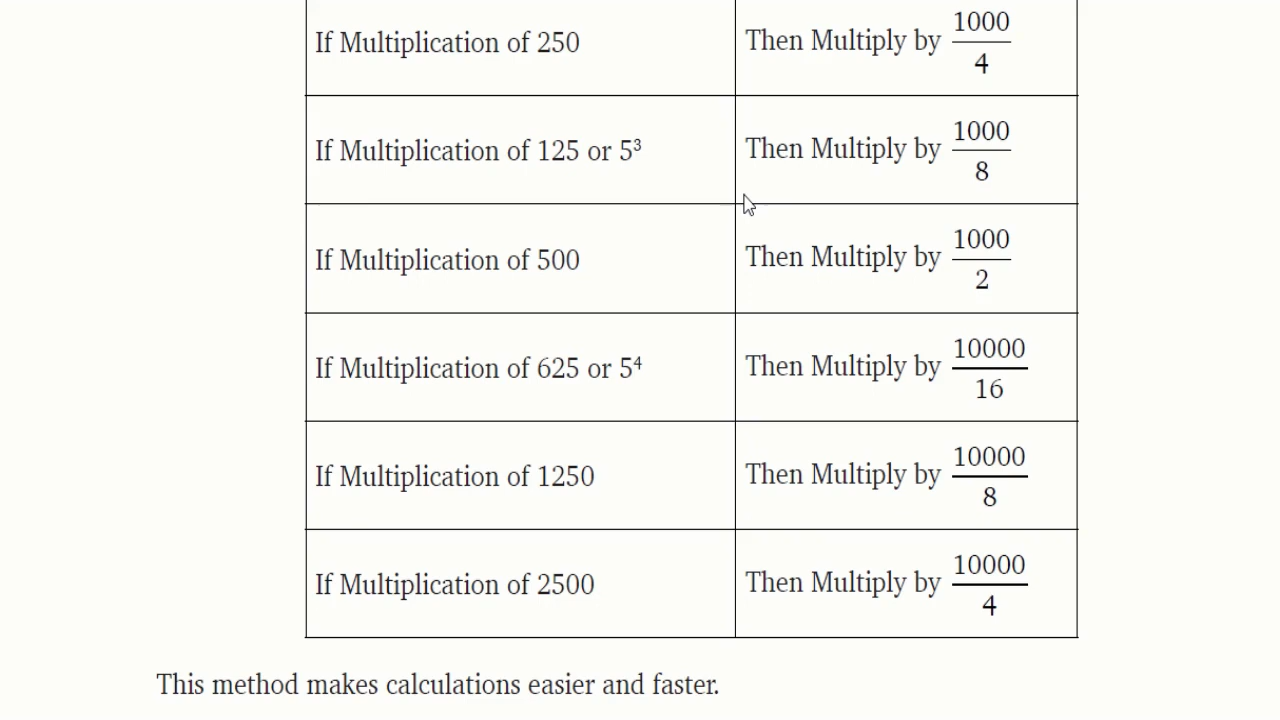 If Multiplication of 250 Then Multiply by 1000/4
If Multiplication of 125 or 5³ Then Multiply by 1000/8
If Multiplication of 500 Then Multiply by 1000/2
If Multiplication of 625 or 5⁴ Then Multiply by 10000/16
If Multiplication of 1250 Then Multiply by 10000/8
If Multiplication of 2500 Then Multiply by 10000/4
This method makes calculations easier and faster.